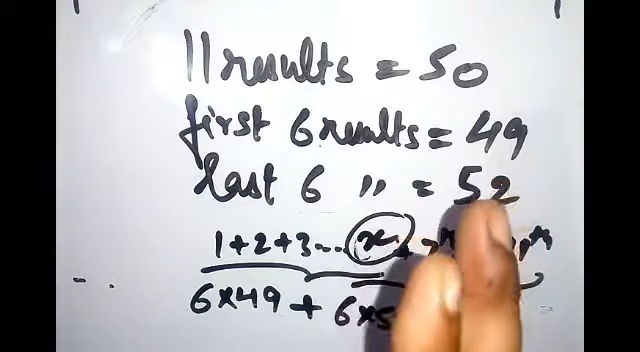 11 results = 50
first 6 results = 49
last 6 " = 52
1+2+3... x
6×49 + 6×5